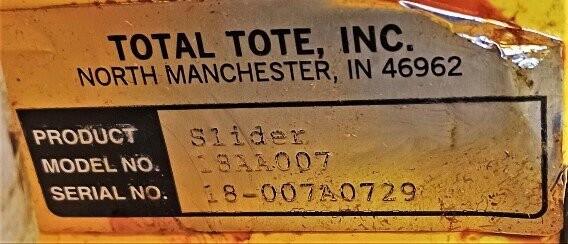 TOTAL TOTE, INC.
NORTH MANCHESTER, IN 46962
PRODUCT Slider
MODEL NO. 18AA007
SERIAL NO. 18-007A0729